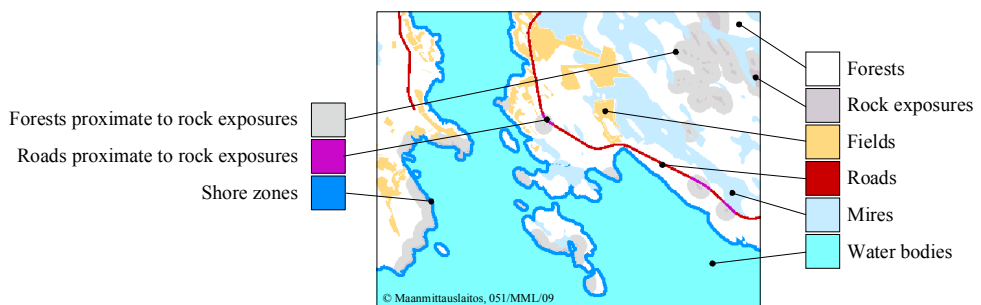 Forests proximate to rock exposures
Roads proximate to rock exposures
Shore zones
Forests
Rock exposures
Fields
Roads
Mires
Water bodies
© Maanmittauslaitos, 051/MML/09